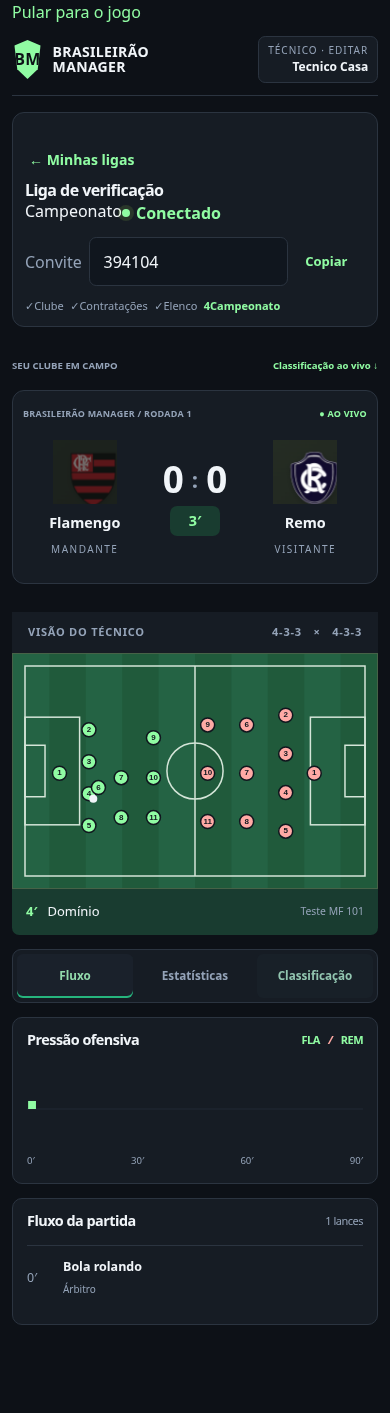 Pular para o jogo
BM
BRASILEIRÃO
MANAGER
TÉCNICO · EDITAR
Tecnico Casa
← Minhas ligas
Liga de verificação
Campeonato
Conectado
Convite
394104
Copiar
✓Clube ✓Contratações ✓Elenco 4Campeonato
SEU CLUBE EM CAMPO
Classificação ao vivo ↓
BRASILEIRÃO MANAGER / RODADA 1
● AO VIVO
0 : 0
3′
Flamengo
Remo
MANDANTE
VISITANTE
VISÃO DO TÉCNICO
4-3-3 × 4-3-3
1
2
3
4
5
6
7
8
9
10
11
9
10
11
6
7
8
2
3
4
5
1
4′ Domínio
Teste MF 101
Fluxo
Estatísticas
Classificação
Pressão ofensiva
FLA / REM
0′ 30′ 60′ 90′
Fluxo da partida
1 lances
0′
Bola rolando
Árbitro